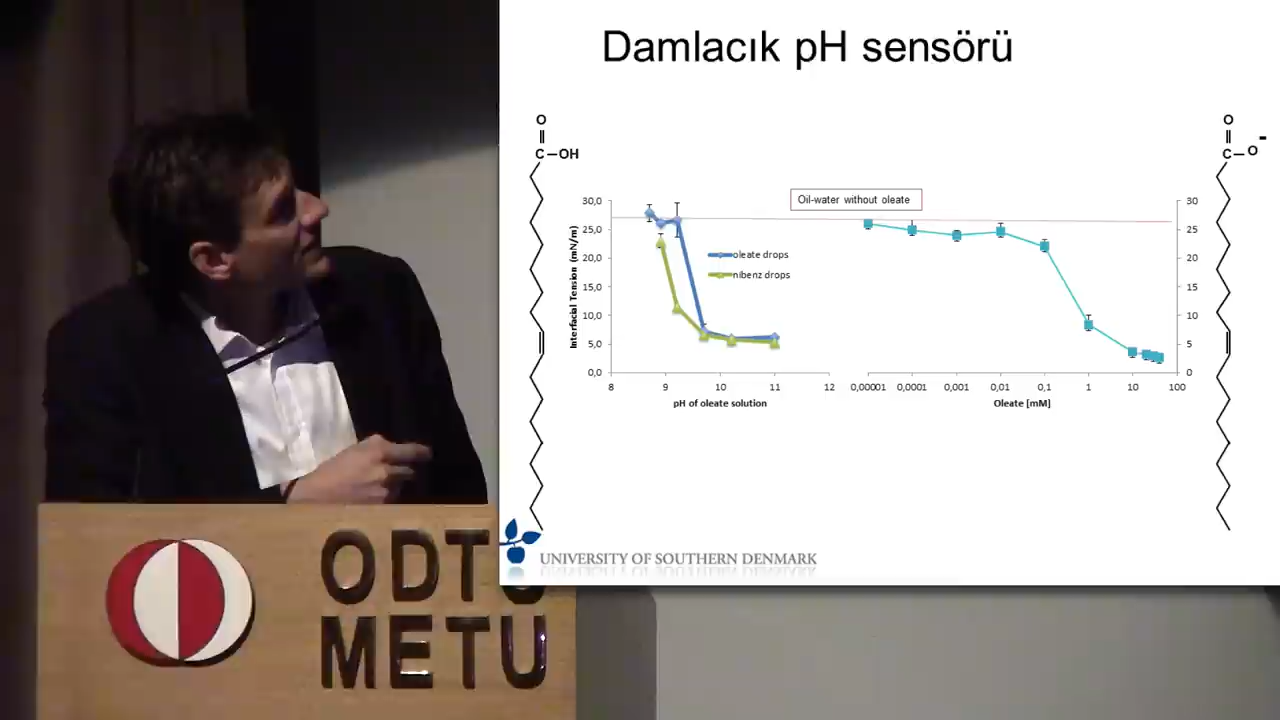 Damlacık pH sensörü
O
C
OH
O
C
O
-
Oil-water without oleate
30,0
25,0
20,0
15,0
10,0
5,0
0,0
Interfacial Tension (mN/m)
oleate drops
nibenz drops
8 9 10 11 12
pH of oleate solution
30
25
20
15
10
5
0
0,00001 0,0001 0,001 0,01 0,1 1 10 100
Oleate [mM]
UNIVERSITY OF SOUTHERN DENMARK
ODTÜ
METU